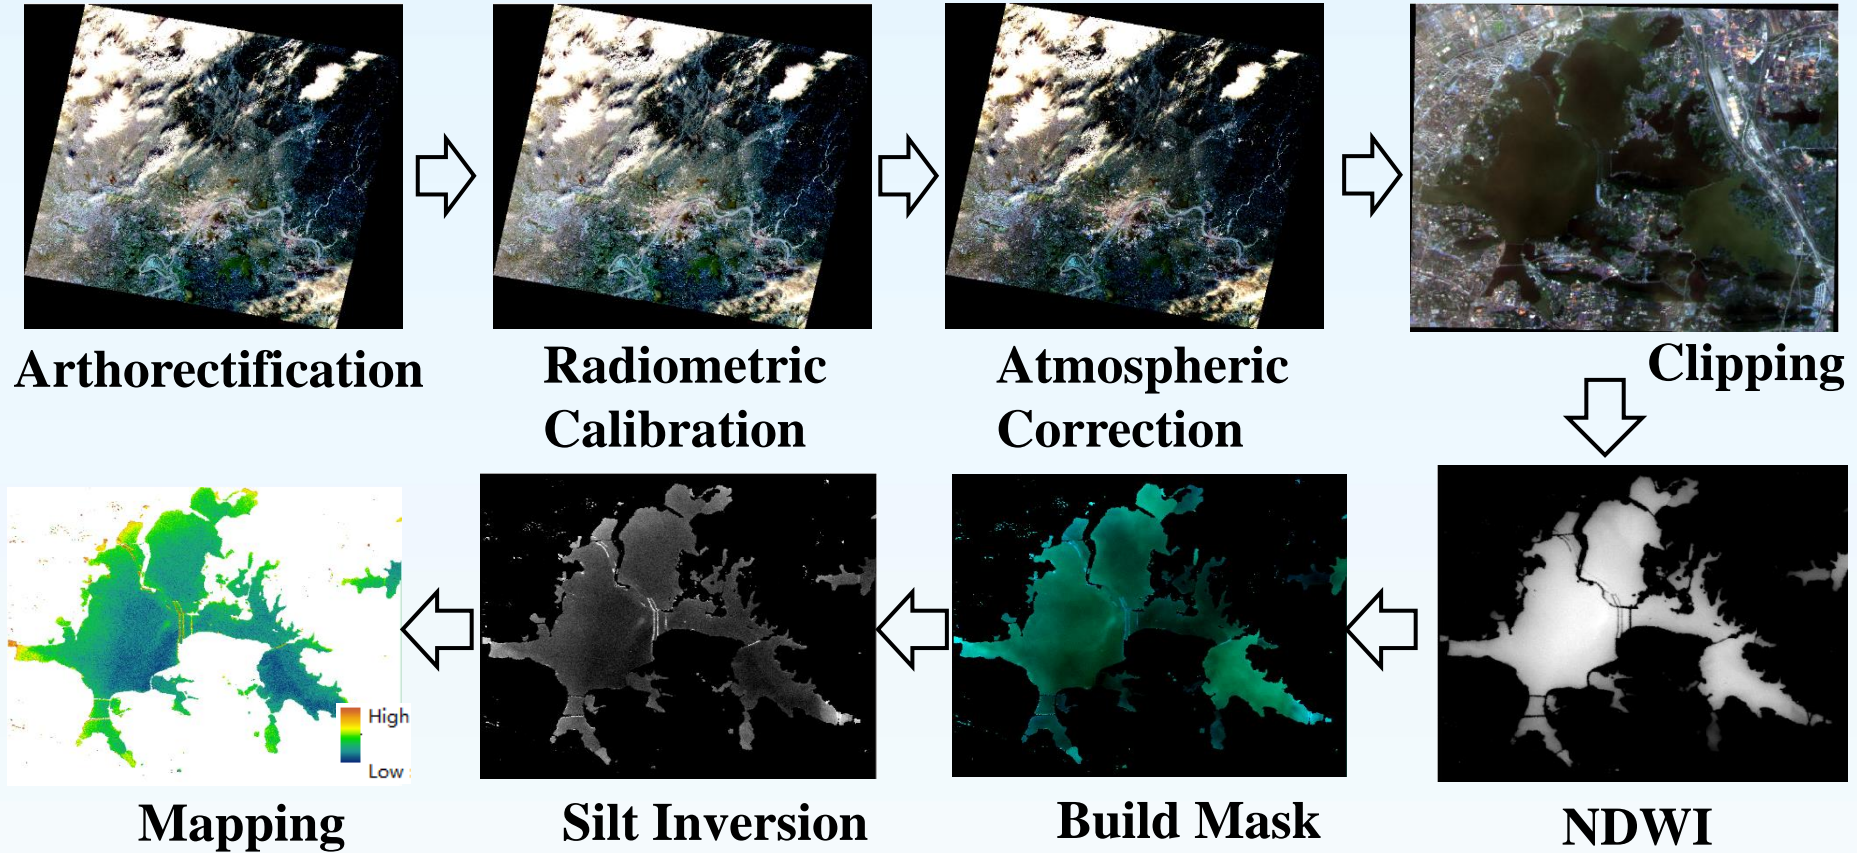 Arthorectification
Radiometric
Calibration
Atmospheric
Correction
Clipping
High
Low
Mapping
Silt Inversion
Build Mask
NDWI